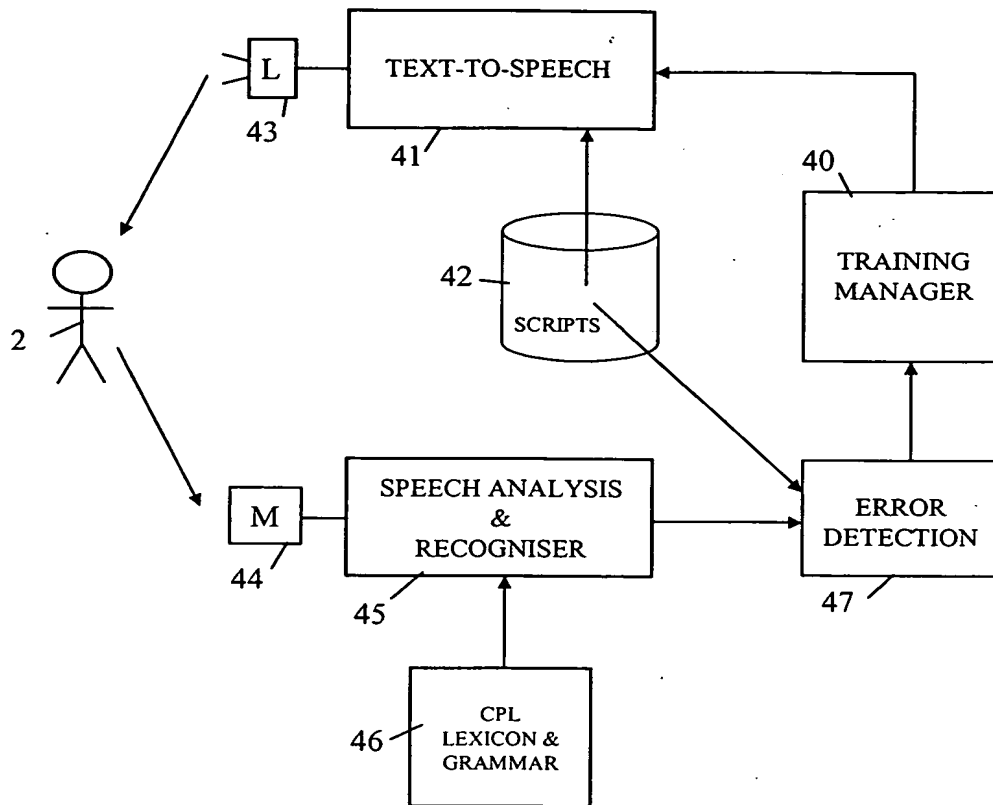 L
TEXT-TO-SPEECH
43
41
40
TRAINING
MANAGER
42
SCRIPTS
2
M
SPEECH ANALYSIS
&
RECOGNISER
ERROR
DETECTION
44
45
47
46
CPL
LEXICON &
GRAMMAR